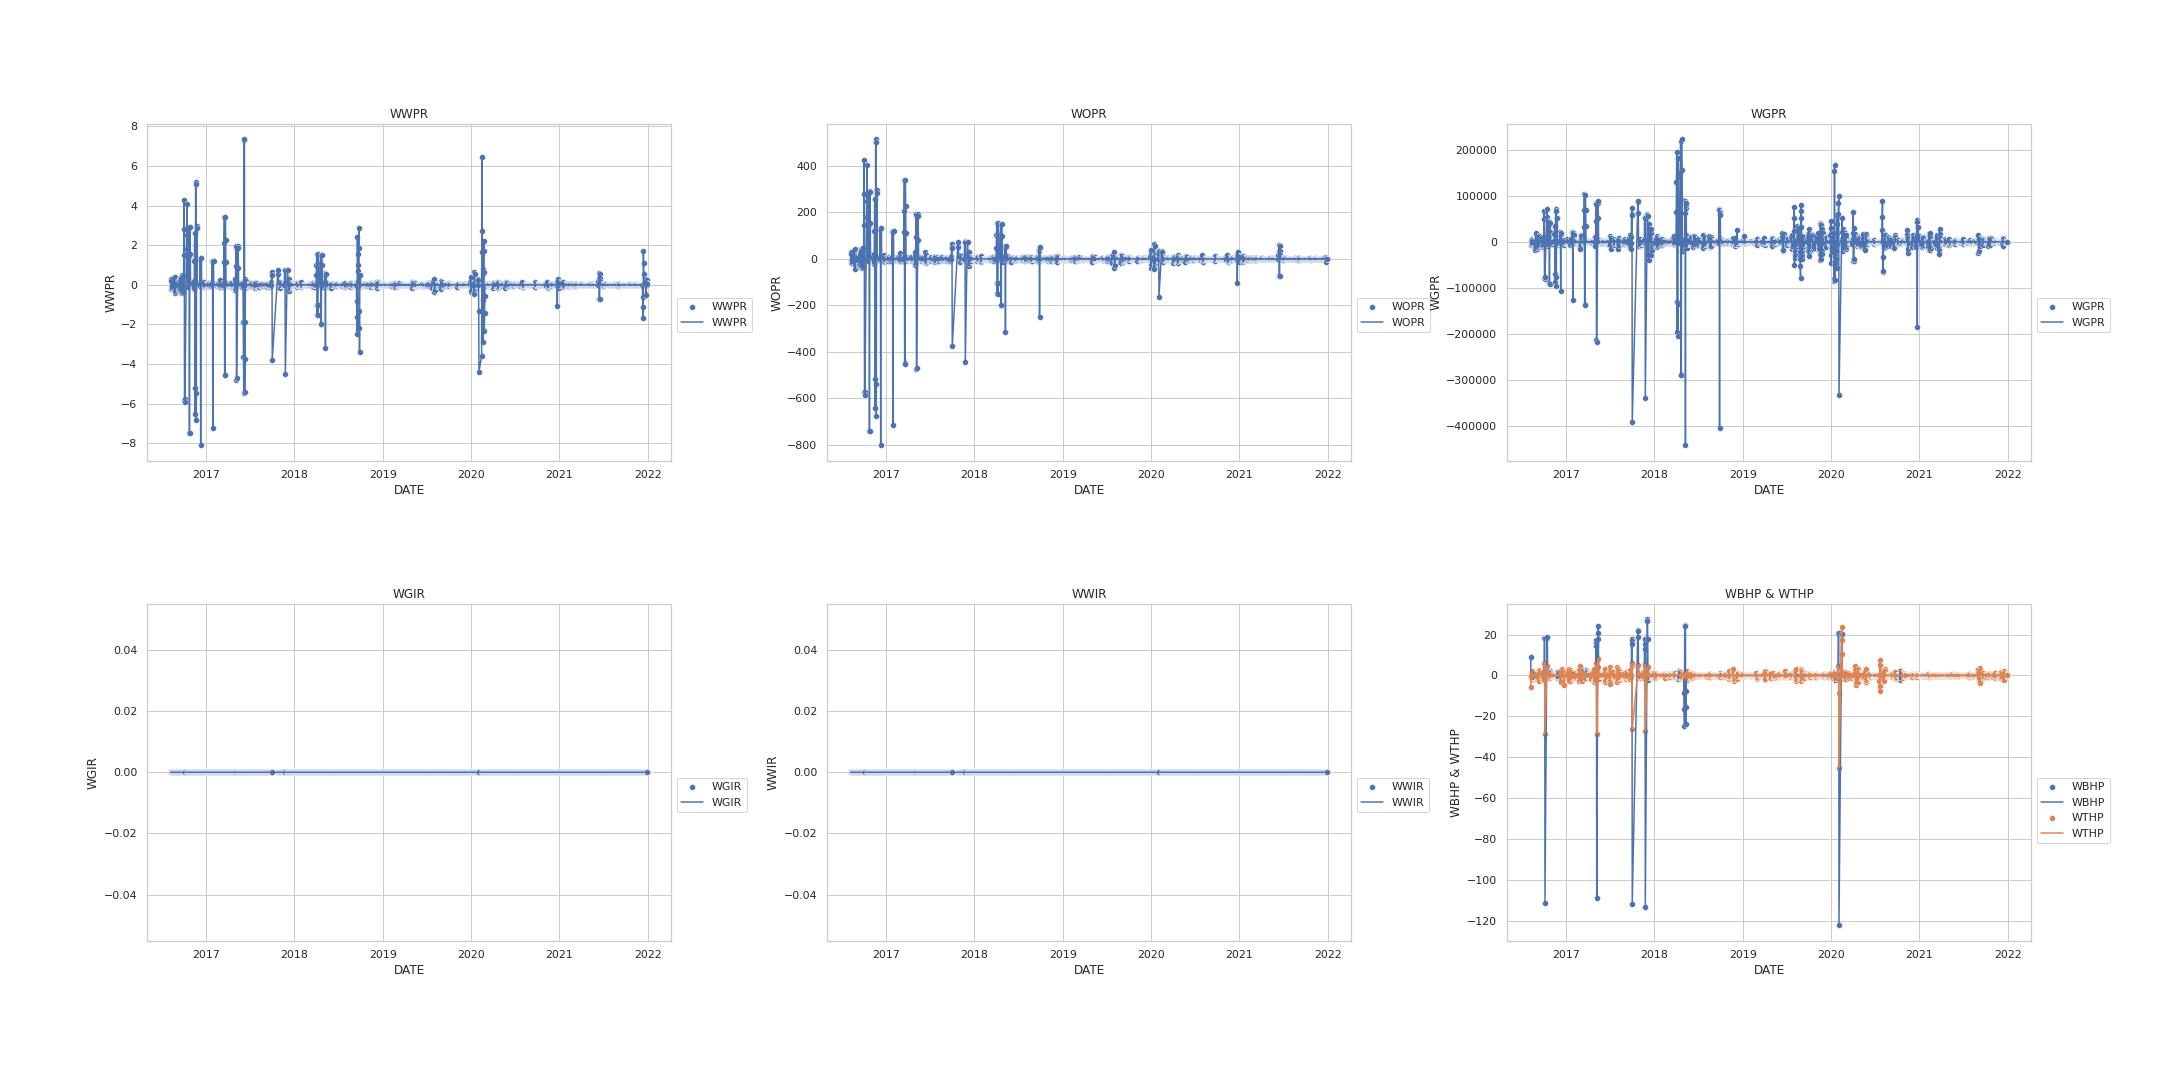 WWPR
8
6
4
2
0
−2
−4
−6
−8
WWPR
2017 2018 2019 2020 2021 2022
DATE
WWPR
WWPR
WOPR
400
200
0
−200
−400
−600
−800
WOPR
2017 2018 2019 2020 2021 2022
DATE
WOPR
WOPR
WGPR
200000
100000
0
−100000
−200000
−300000
−400000
WGPR
2017 2018 2019 2020 2021 2022
DATE
WGPR
WGPR
WGIR
0.04
0.02
0.00
−0.02
−0.04
WGIR
2017 2018 2019 2020 2021 2022
DATE
WGIR
WGIR
WWIR
0.04
0.02
0.00
−0.02
−0.04
WWIR
2017 2018 2019 2020 2021 2022
DATE
WWIR
WWIR
WBHP & WTHP
20
0
−20
−40
−60
−80
−100
−120
WBHP & WTHP
2017 2018 2019 2020 2021 2022
DATE
WBHP
WBHP
WTHP
WTHP